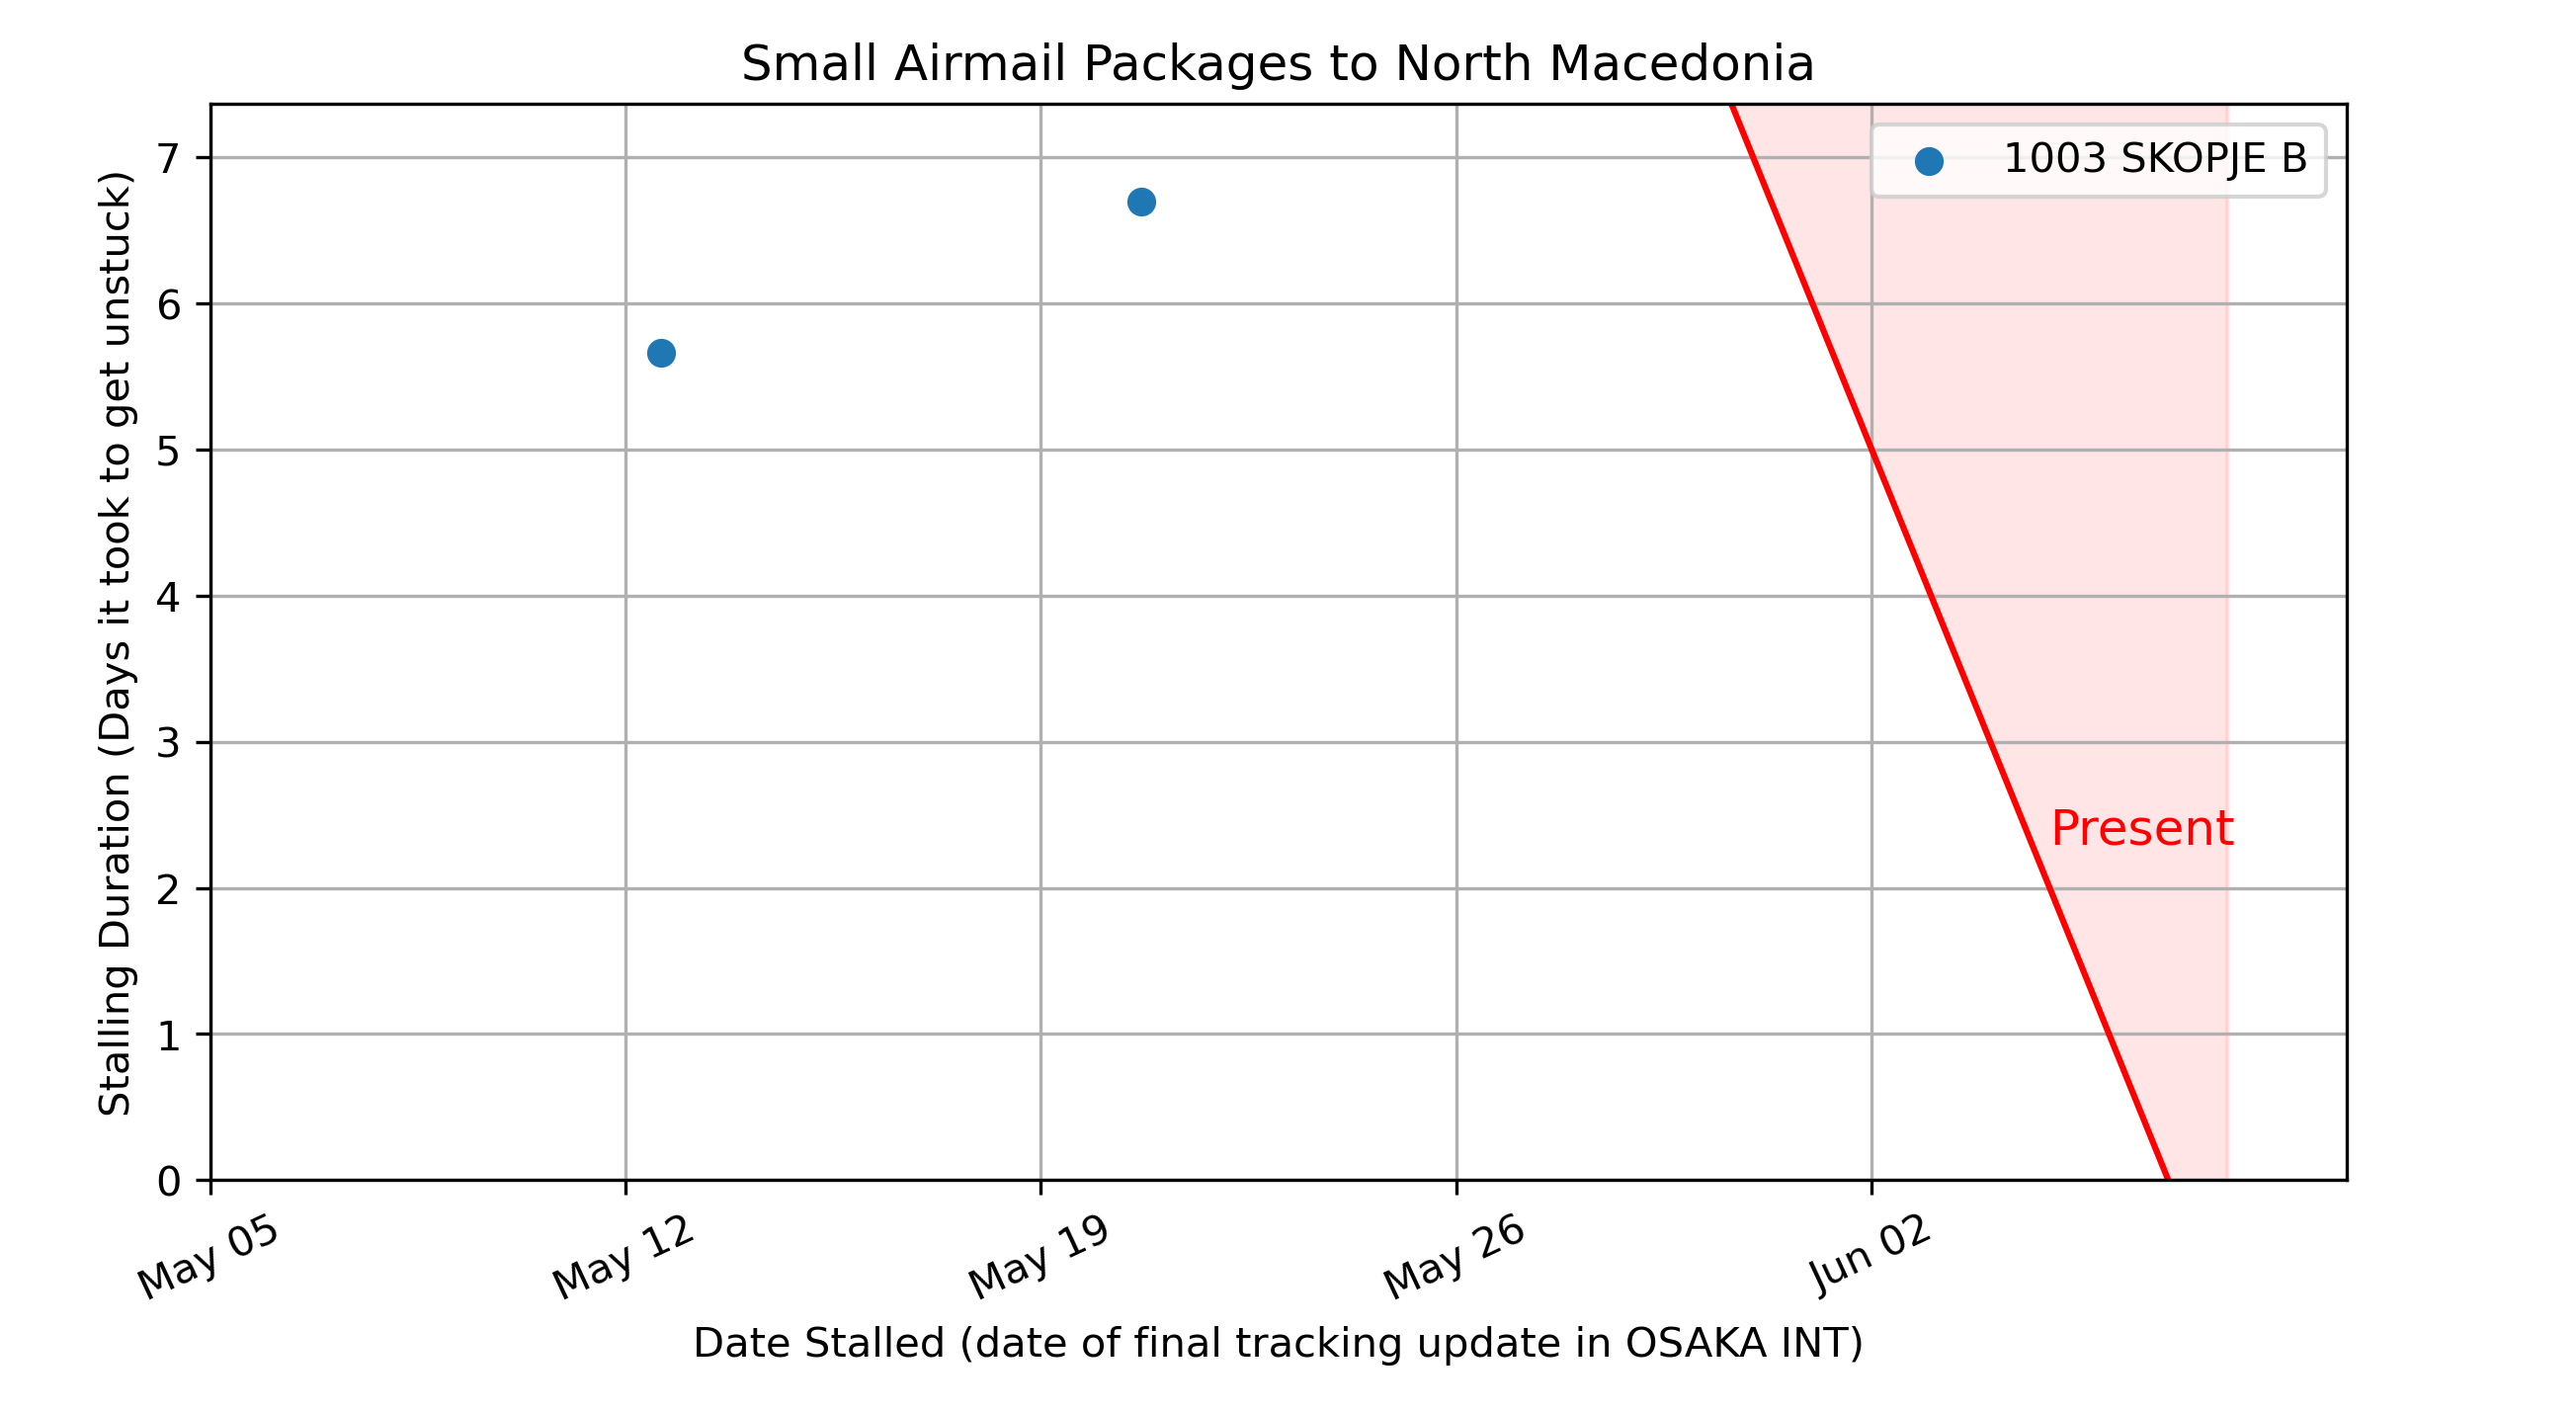 Small Airmail Packages to North Macedonia
1003 SKOPJE B
Stalling Duration (Days it took to get unstuck)
7
6
5
4
3
2
1
0
Present
May 05
May 12
May 19
May 26
Jun 02
Date Stalled (date of final tracking update in OSAKA INT)